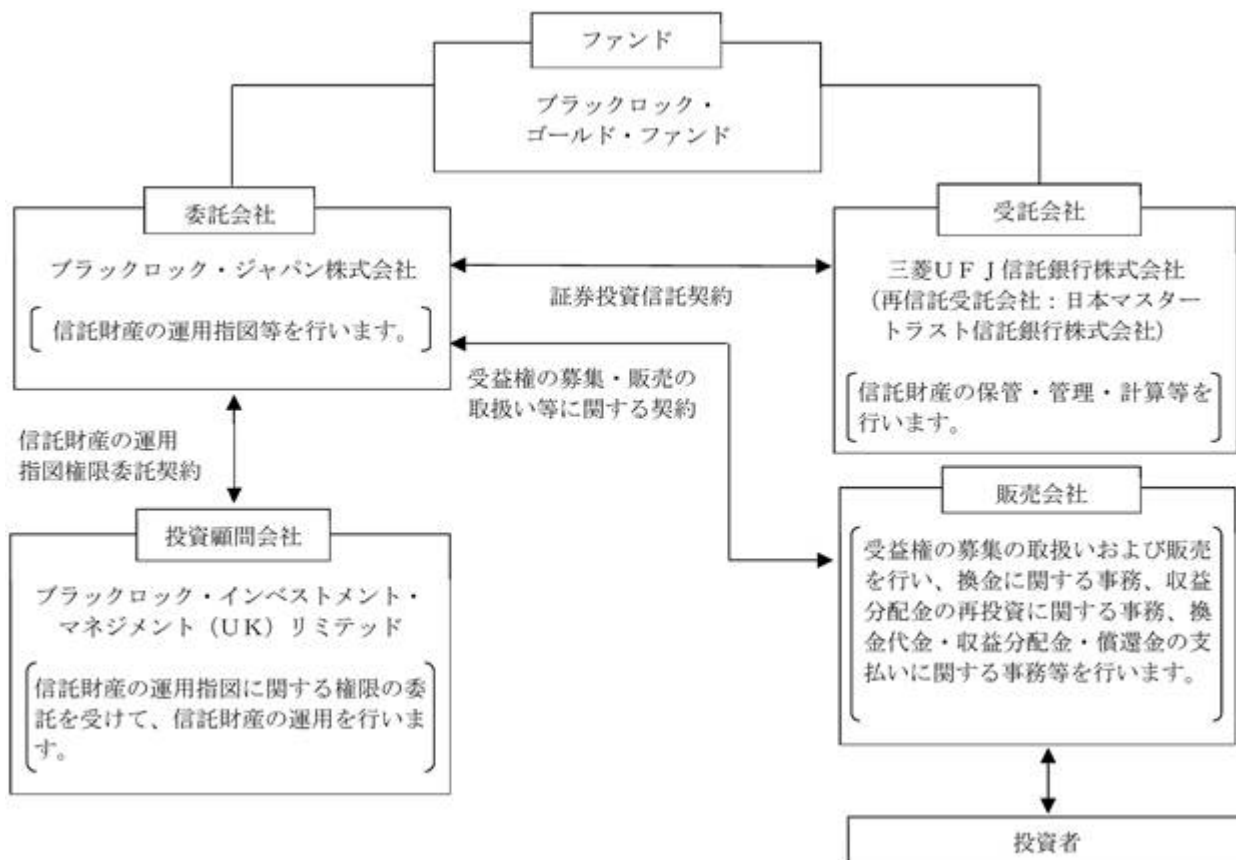 ファンド
ブラックロック・
ゴールド・ファンド
委託会社
ブラックロック・ジャパン株式会社
信託財産の運用指図等を行います。
証券投資信託契約
受託会社
三菱UFJ信託銀行株式会社
(再信託受託会社:日本マスター
トラスト信託銀行株式会社)
信託財産の保管・管理・計算等を
行います。
受益権の募集・販売の
取扱い等に関する契約
信託財産の運用
指図権限委託契約
投資顧問会社
ブラックロック・インベストメント・
マネジメント(UK)リミテッド
信託財産の運用指図に関する権限の委
託を受けて、信託財産の運用を行いま
す。
販売会社
受益権の募集の取扱いおよび販売
を行い、換金に関する事務、収益
分配金の再投資に関する事務、換
金代金・収益分配金・償還金の支
払いに関する事務等を行います。
投資者